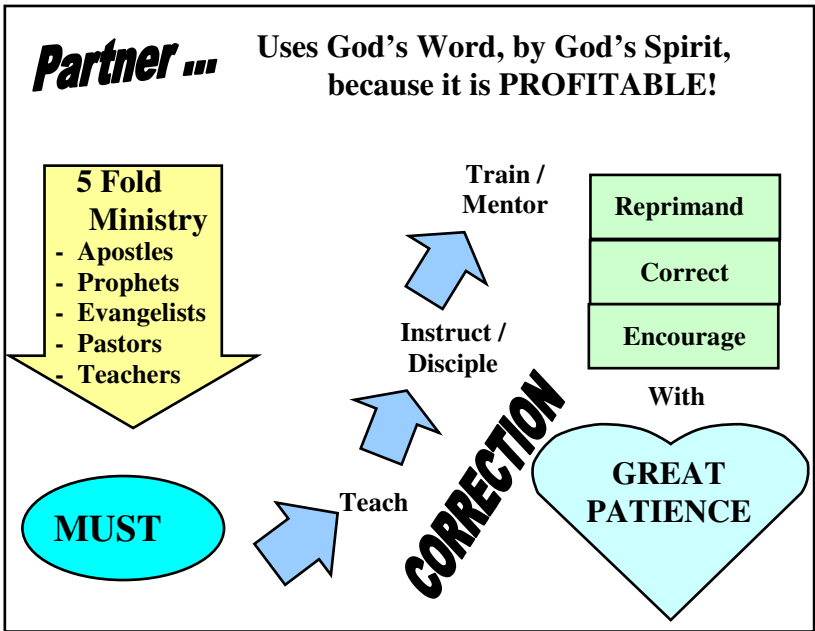 Partner ...
Uses God's Word, by God's Spirit,
because it is PROFITABLE!
5 Fold
Ministry
- Apostles
- Prophets
- Evangelists
- Pastors
- Teachers
MUST
Teach
Instruct /
Disciple
Train /
Mentor
CORRECTION
Reprimand
Correct
Encourage
With
GREAT
PATIENCE